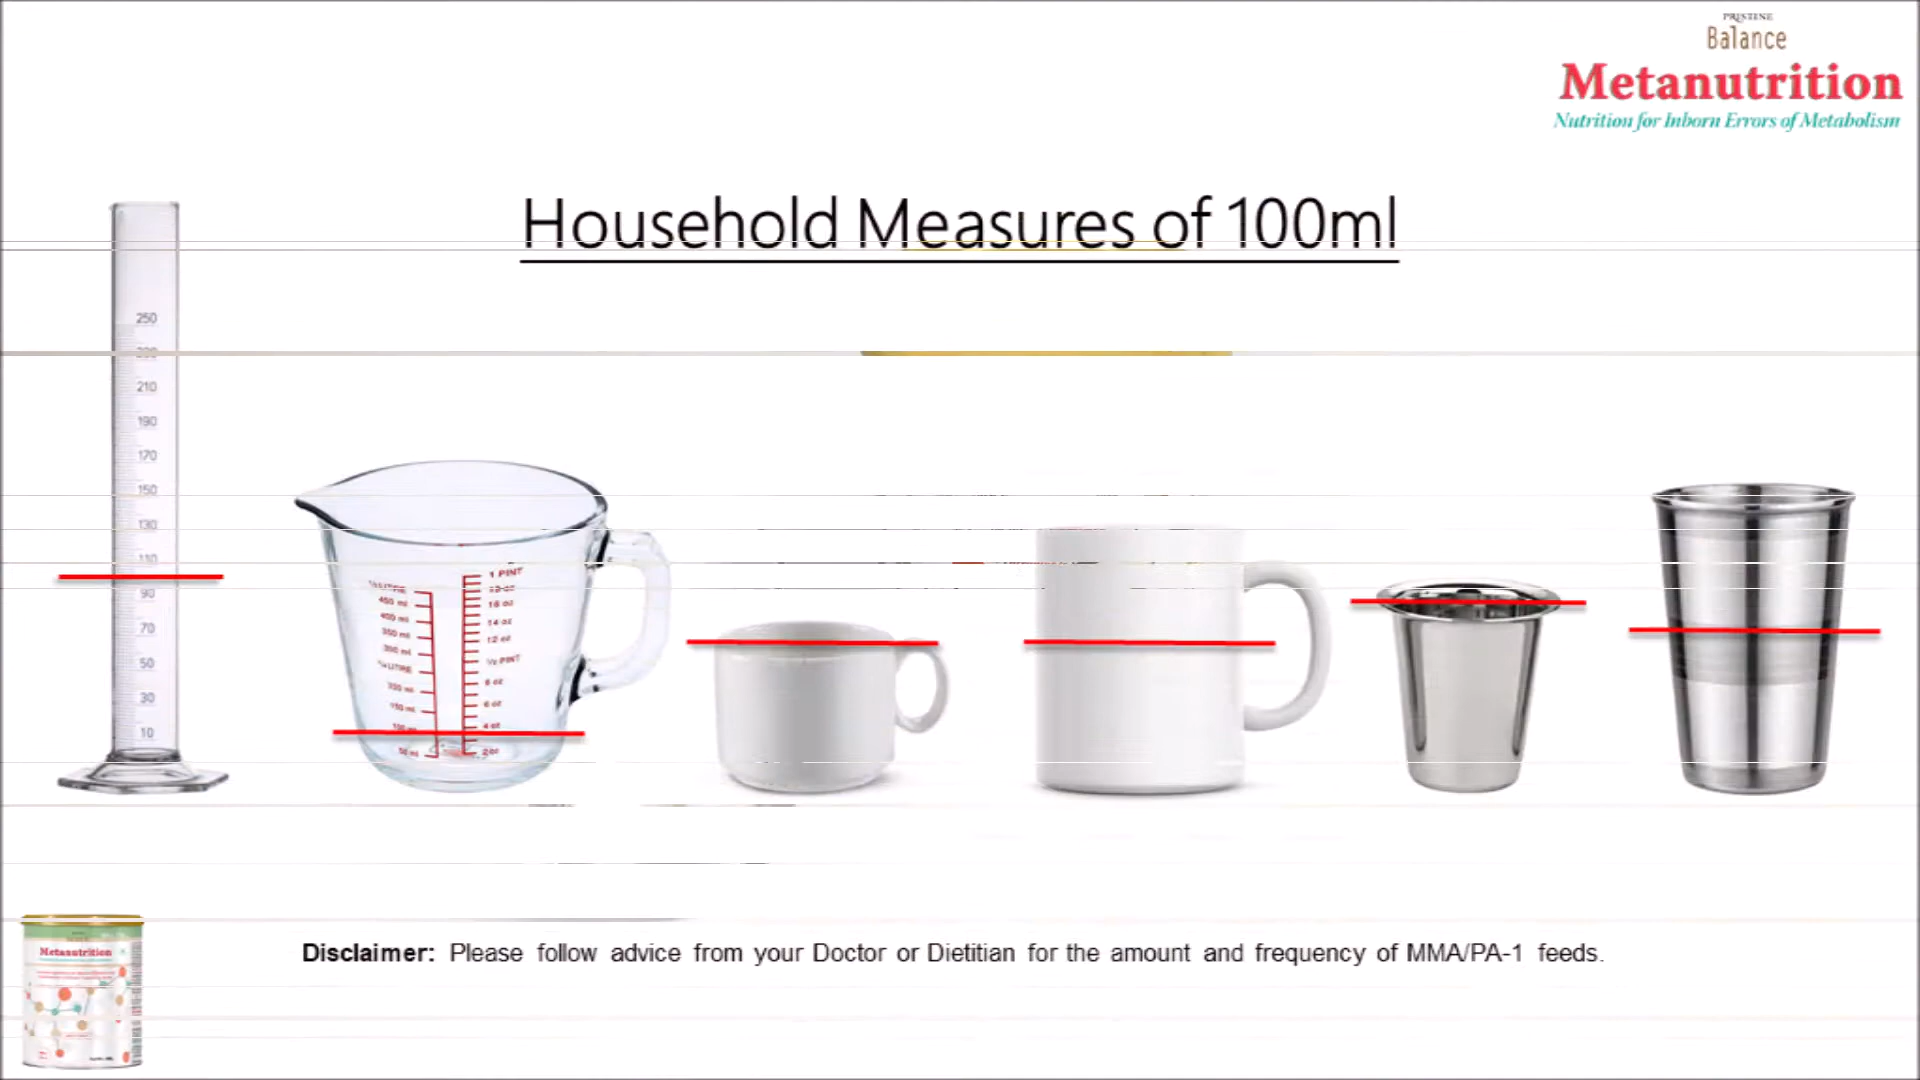 PRISTINE
Balance
Metanutrition
Nutrition for Inborn Errors of Metabolism
Household Measures of 100ml
250
210
190
170
150
130
110
90
70
50
30
10
1 PINT
16 oz
14 oz
12 oz
½ PINT
8 oz
6 oz
4 oz
2 oz
450 ml
400 ml
350 ml
300 ml
¼ LITRE
200 ml
150 ml
100 ml
50 ml
Metanutrition
Disclaimer: Please follow advice from your Doctor or Dietitian for the amount and frequency of MMA/PA-1 feeds.